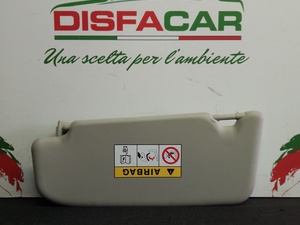 DISFACAR
Una scelta per l'ambiente
AIRBAG